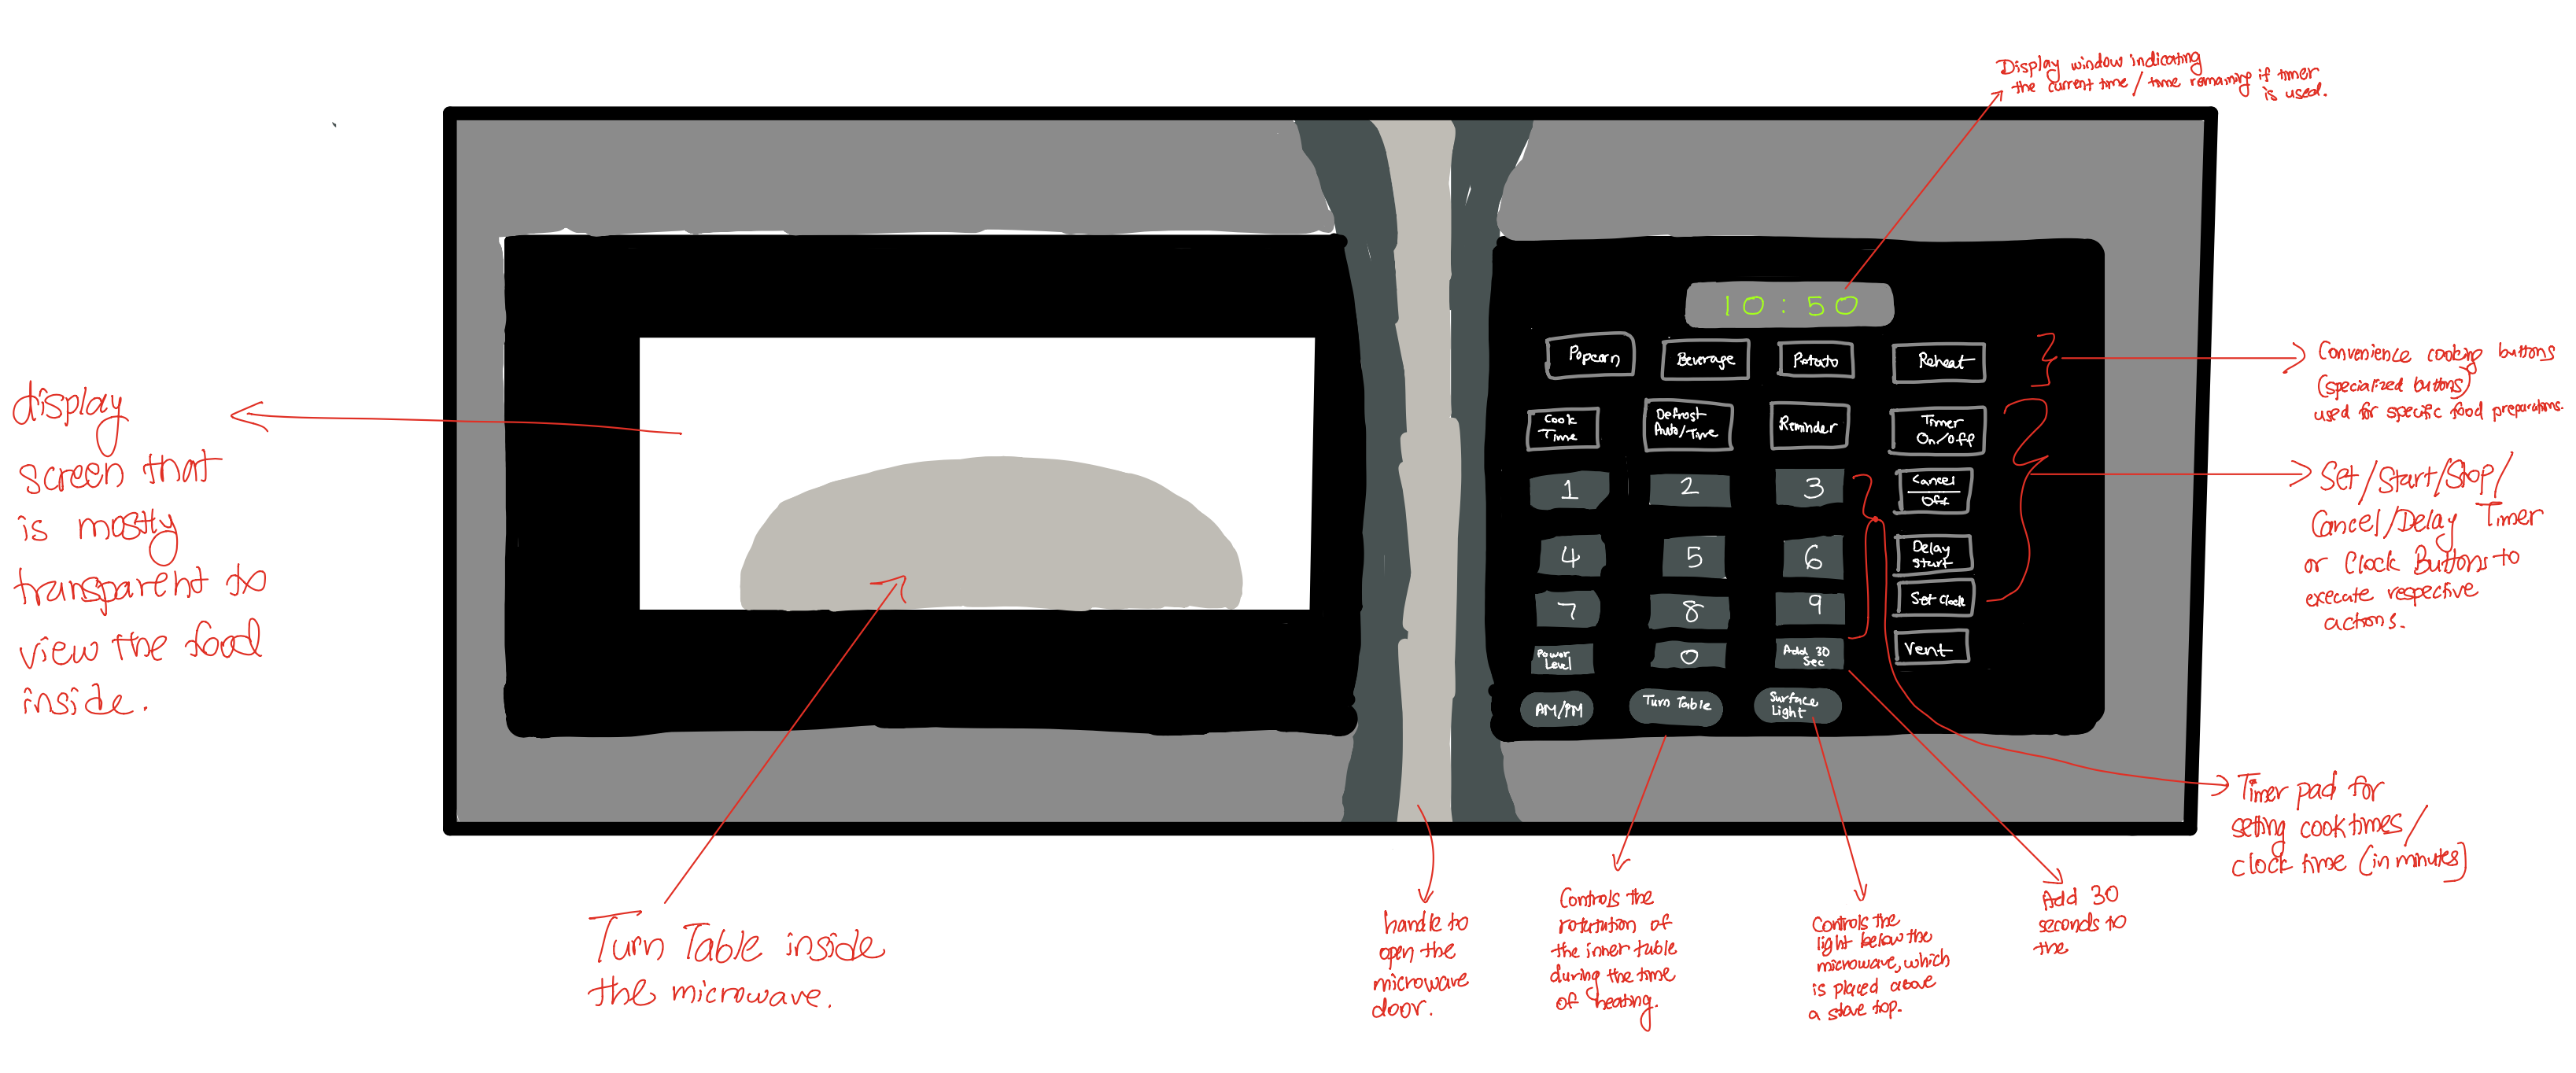 Display window indicating
the current time / time remaining if timer
is used.
10:50
Popcorn
Beverage
Potato
Reheat
Cook
Time
Defrost
Auto/Time
Reminder
Timer
On/Off
1
2
3
Cancel
Off
4
5
6
Delay
Start
7
8
9
Set Clock
Power
Level
0
Add 30
Sec
Vent
AM/PM
Turn Table
Surface
Light
Convenience cooking buttons
(specialized buttons)
used for specific food preparations.
Set/Start/Stop/
Cancel/Delay Timer
or Clock Buttons to
execute respective
actions.
Timer pad for
seting cook times/
clock time (in minutes)
display
screen that
is mostly
transparent to
view the food
inside.
Turn Table inside
the microwave.
handle to
open the
microwave
door.
Controls the
rotutation of
the inner table
during the time
of heating.
Controls the
light below the
microwave, which
is placed above
a stove top.
Add 30
seconds to
the